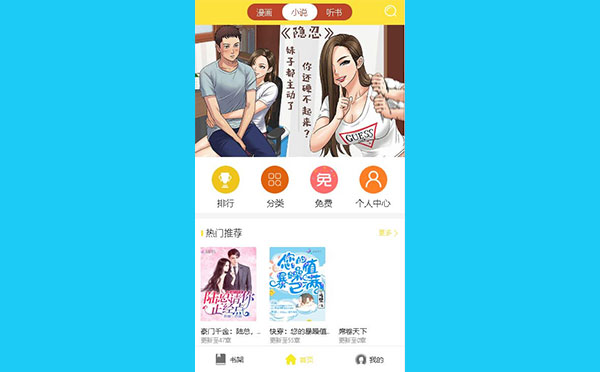 漫画 小说 听书
《隐忍》
妹子都主动了
你还硬不起来？
GUESS
排行 分类 免费 个人中心
免
热门推荐 更多 >
陆总请你正经点
您的暴躁值已满
豪门千金：陆总，... 快穿：您的暴躁值... 席卷天下
更新至47章 更新至55章 更新至0章
书架 首页 我的